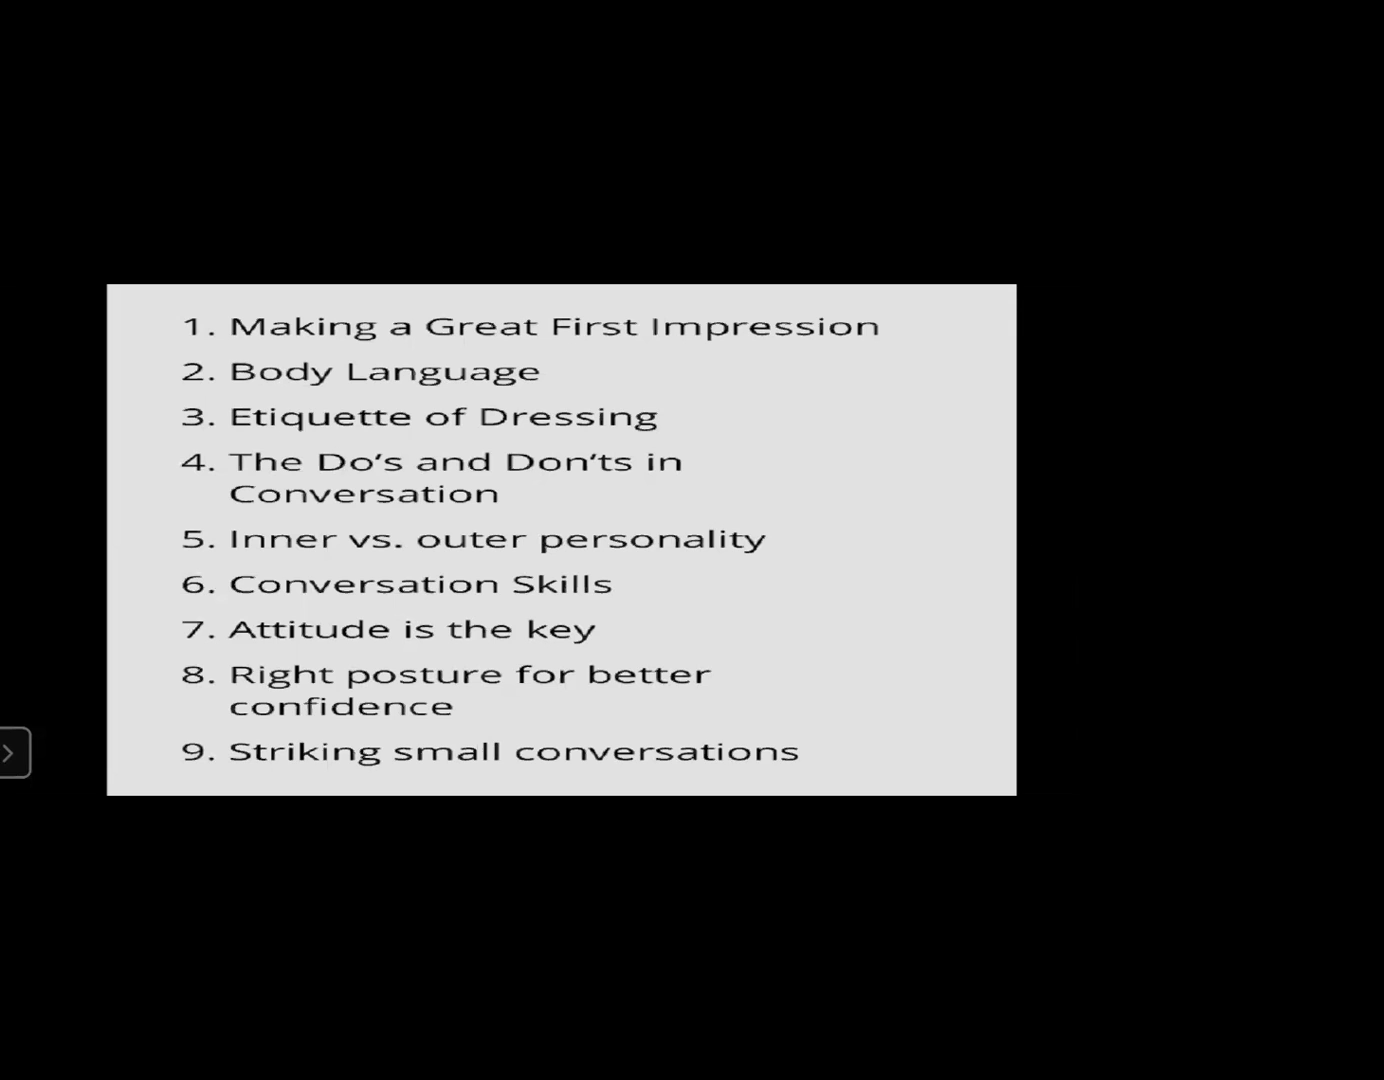 1. Making a Great First Impression
2. Body Language
3. Etiquette of Dressing
4. The Do’s and Don’ts in
Conversation
5. Inner vs. outer personality
6. Conversation Skills
7. Attitude is the key
8. Right posture for better
confidence
9. Striking small conversations